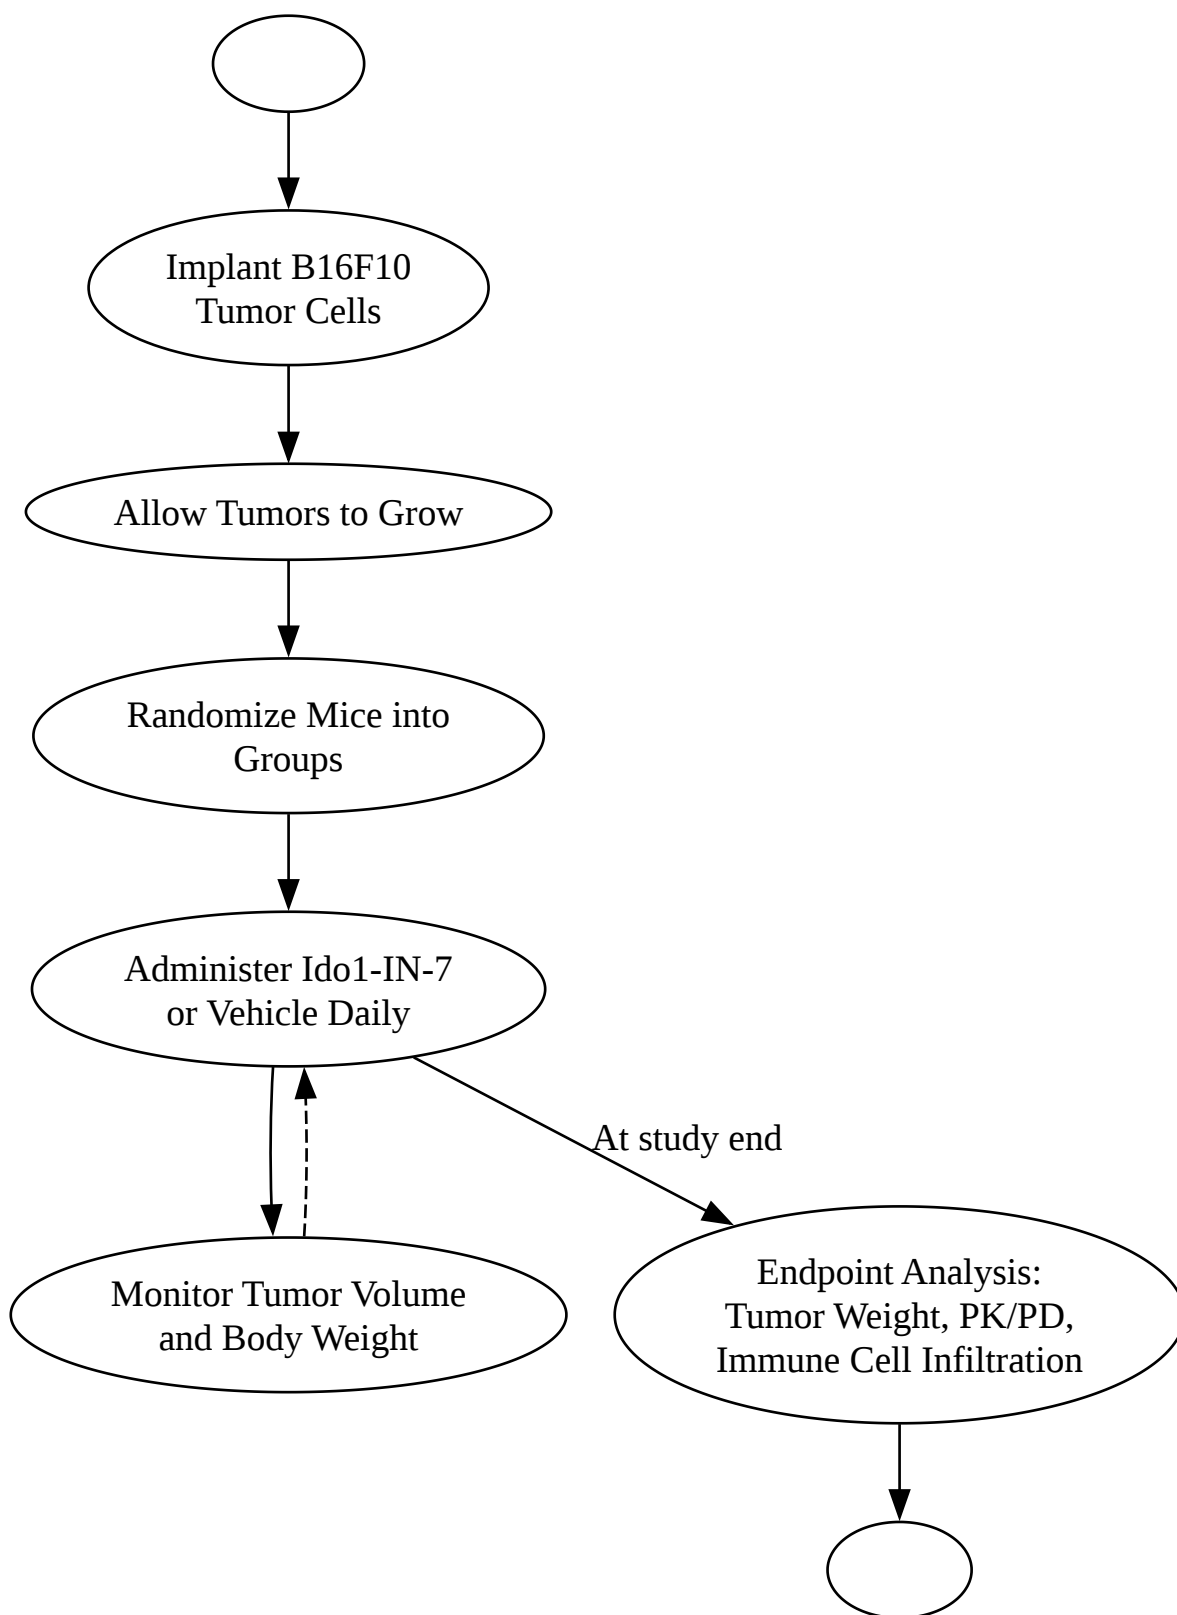 Implant B16F10
Tumor Cells
Allow Tumors to Grow
Randomize Mice into
Groups
Administer Ido1-IN-7
or Vehicle Daily
At study end
Monitor Tumor Volume
and Body Weight
Endpoint Analysis:
Tumor Weight, PK/PD,
Immune Cell Infiltration